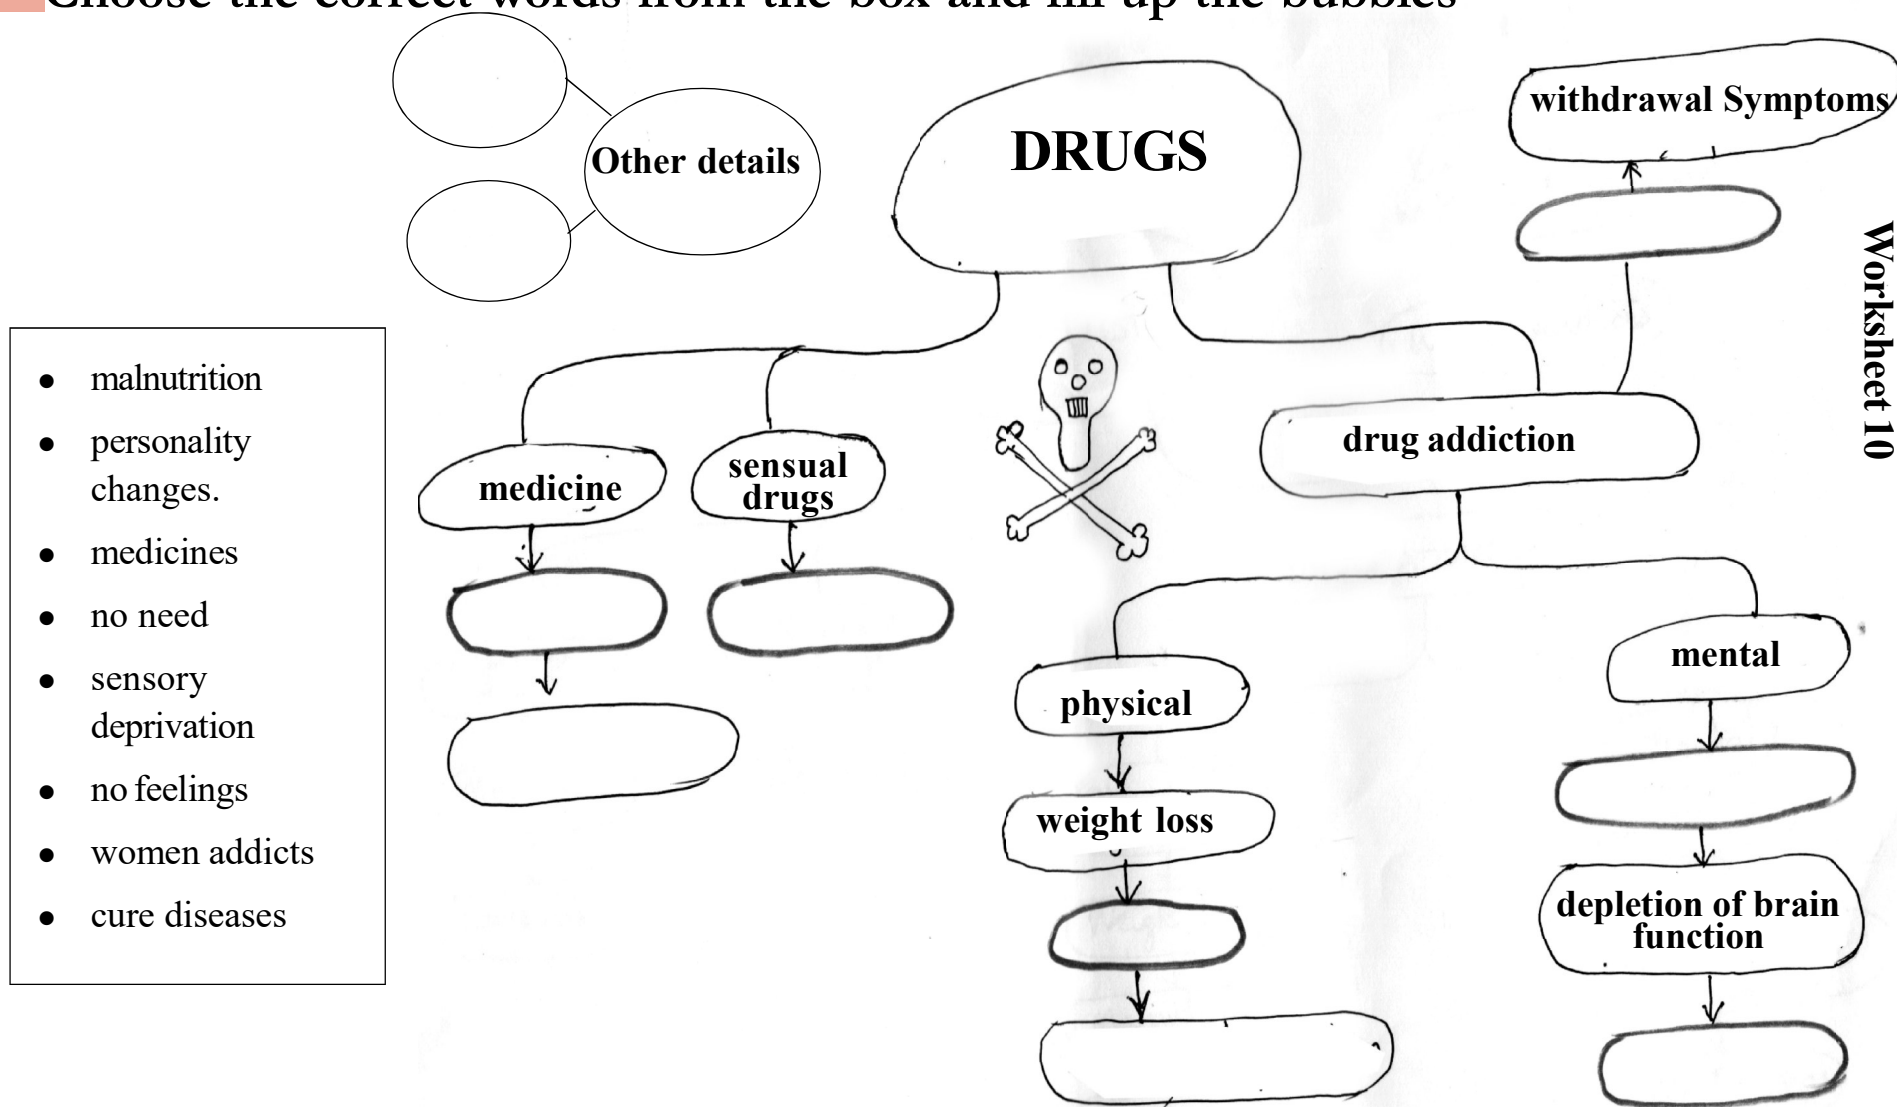 Choose the correct words from the box and fill up the bubbles
withdrawal Symptoms
DRUGS
Other details
Worksheet 10
• malnutrition
• personality
changes.
• medicines
• no need
• sensory
deprivation
• no feelings
• women addicts
• cure diseases
drug addiction
medicine
sensual
drugs
mental
physical
weight loss
depletion of brain
function